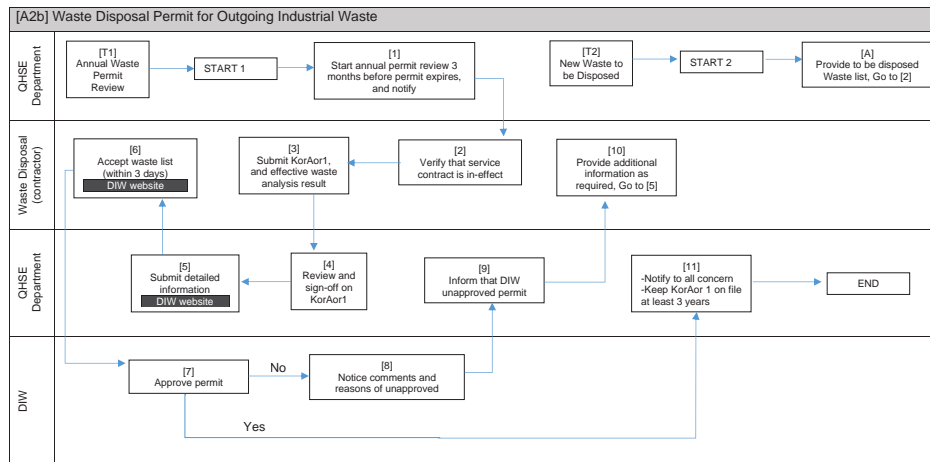 [A2b] Waste Disposal Permit for Outgoing Industrial Waste
QHSE
Department
[T1]
Annual Waste
Permit
Review
START 1
[1]
Start annual permit review 3
months before permit expires,
and notify
[T2]
New Waste to
be Disposed
START 2
[A]
Provide to be disposed
Waste list, Go to [2]
Waste Disposal
(contractor)
[6]
Accept waste list
(within 3 days)
DIW website
[3]
Submit KorAor1,
and effective waste
analysis result
[2]
Verify that service
contract is in-effect
[10]
Provide additional
information as
required, Go to [5]
QHSE
Department
[5]
Submit detailed
information
DIW website
[4]
Review and
sign-off on
KorAor1
[9]
Inform that DIW
unapproved permit
[11]
-Notify to all concern
-Keep KorAor 1 on file
at least 3 years
END
DIW
[7]
Approve permit
No
[8]
Notice comments and
reasons of unapproved
Yes